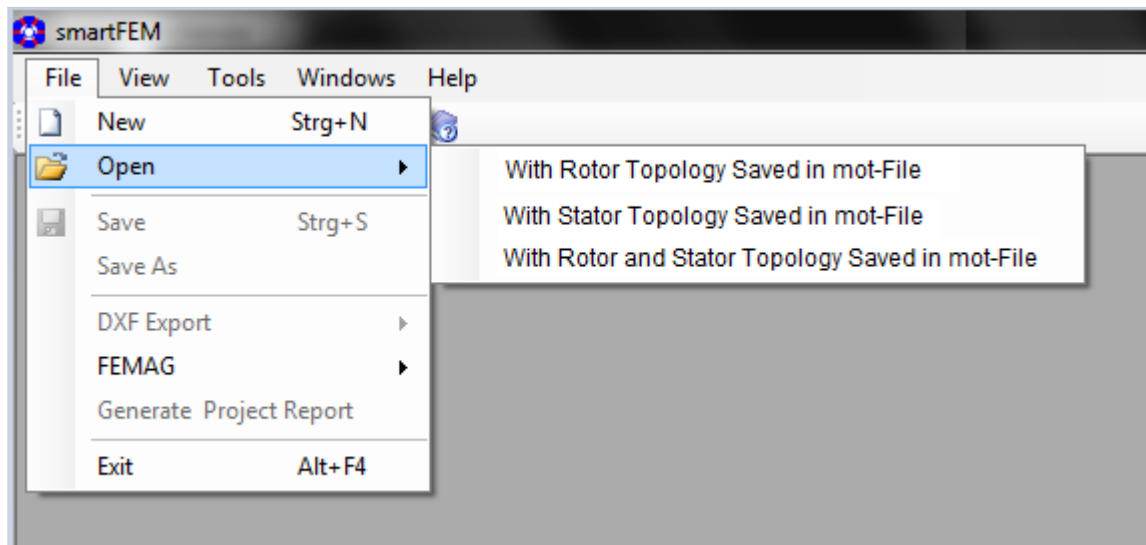 smartFEM
File View Tools Windows Help
New Strg+N
Open
With Rotor Topology Saved in mot-File
With Stator Topology Saved in mot-File
With Rotor and Stator Topology Saved in mot-File
Save Strg+S
Save As
DXF Export
FEMAG
Generate Project Report
Exit Alt+F4